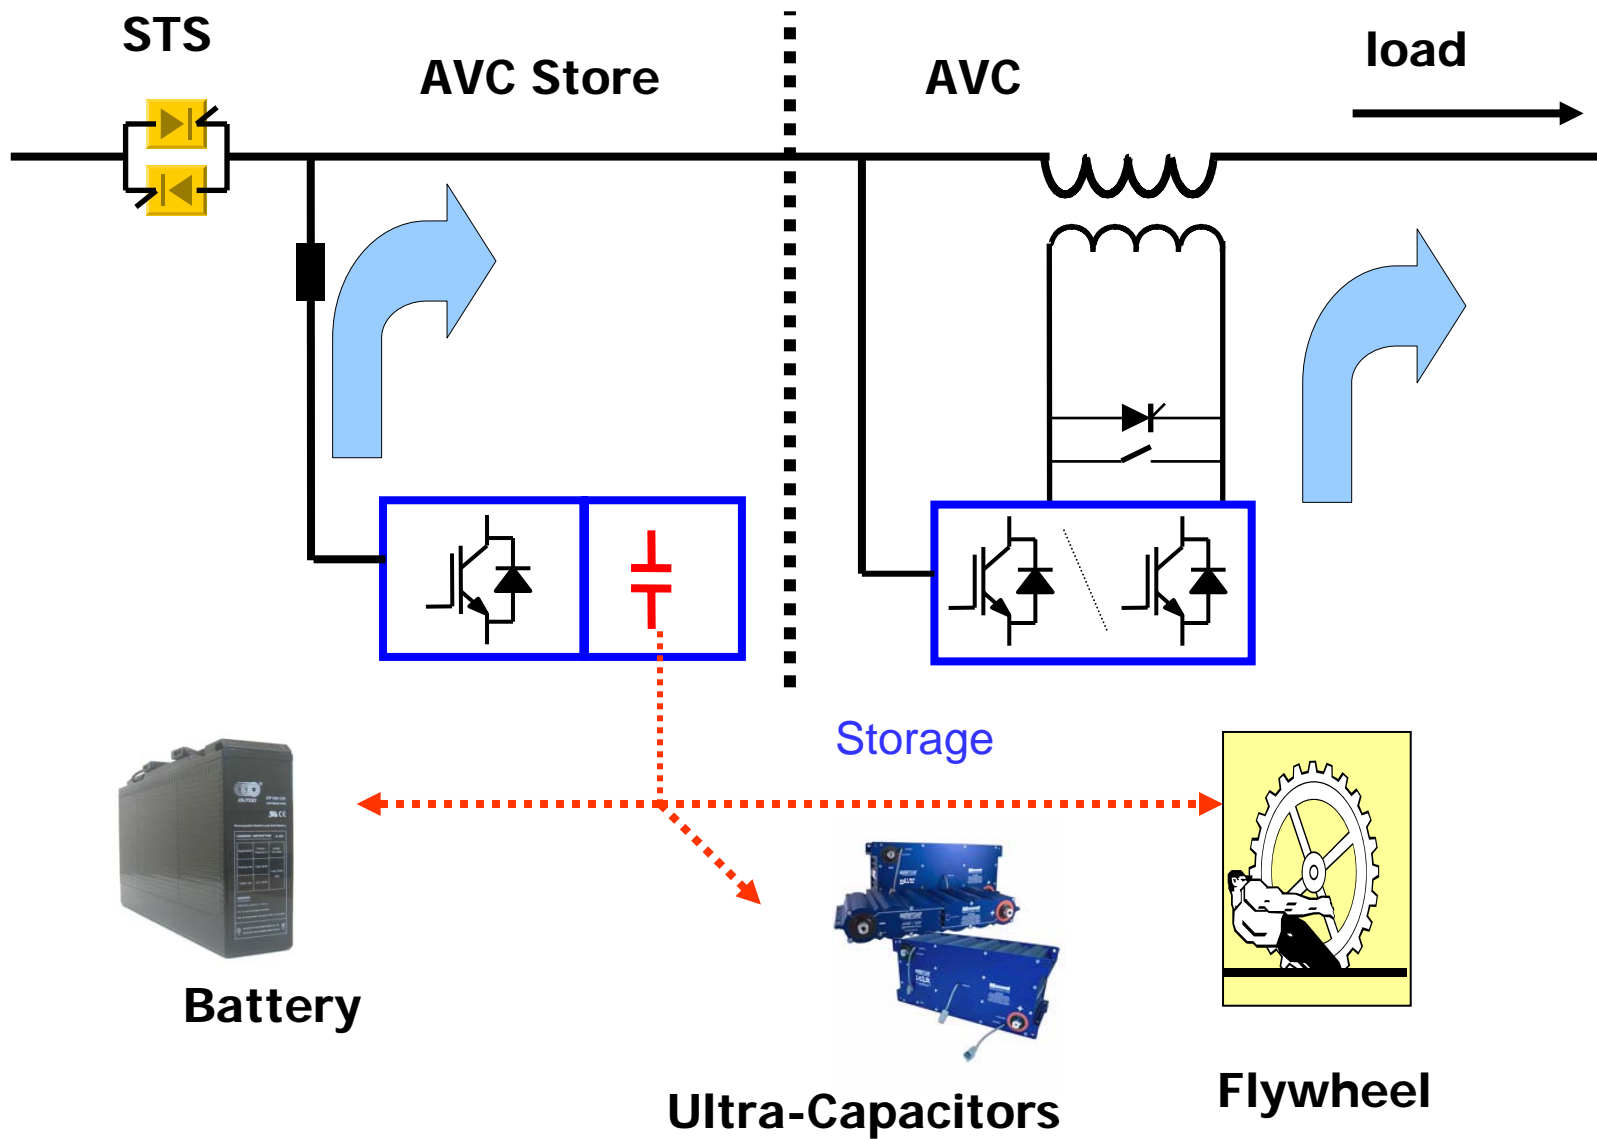 STS
AVC Store
AVC
load
Storage
Battery
Ultra-Capacitors
Flywheel